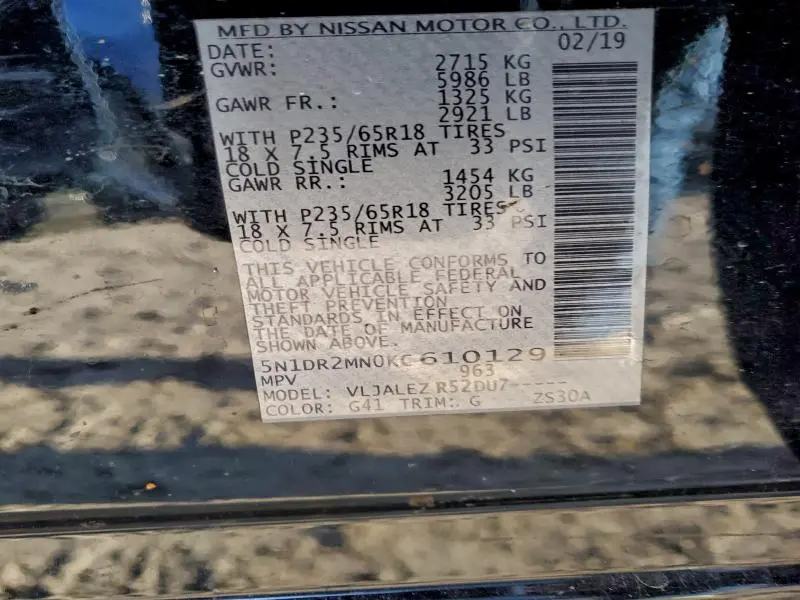 MFD BY NISSAN MOTOR CO., LTD.
DATE: 02/19
GVWR: 2715 KG
5986 LB
GAWR FR.: 1325 KG
2921 LB
WITH P235/65R18 TIRES
18 X 7.5 RIMS AT 33 PSI
COLD SINGLE
GAWR RR.: 1454 KG
3205 LB
WITH P235/65R18 TIRES
18 X 7.5 RIMS AT 33 PSI
COLD SINGLE
THIS VEHICLE CONFORMS TO
ALL APPLICABLE FEDERAL
MOTOR VEHICLE SAFETY AND
THEFT PREVENTION
STANDARDS IN EFFECT ON
THE DATE OF MANUFACTURE
SHOWN ABOVE.
5N1DR2MN0KC610129
MPV 963
MODEL: VLJALEZ R52DU7-----
COLOR: G41 TRIM: G ZS30A